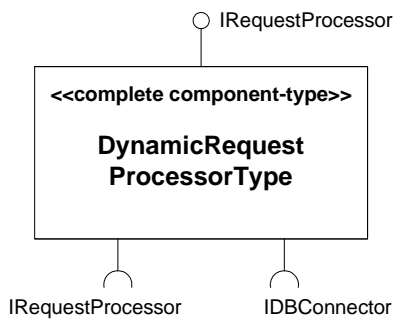 IRequestProcessor
<<complete component-type>>
DynamicRequest
ProcessorType
IRequestProcessor IDBConnector